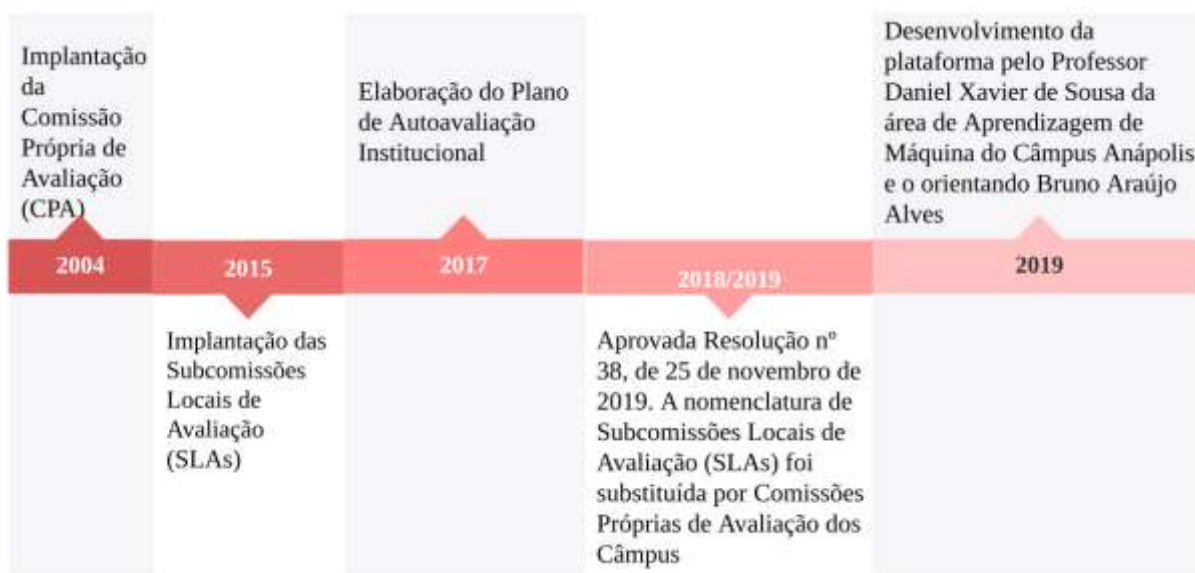 Implantação
da
Comissão
Própria de
Avaliação
(CPA)
2004
2015
Implantação das
Subcomissões
Locais de
Avaliação
(SLAs)
Elaboração do Plano
de Autoavaliação
Institucional
2017
2018/2019
Aprovada Resolução nº
38, de 25 de novembro de
2019. A nomenclatura de
Subcomissões Locais de
Avaliação (SLAs) foi
substituída por Comissões
Próprias de Avaliação dos
Câmpus
Desenvolvimento da
plataforma pelo Professor
Daniel Xavier de Sousa da
área de Aprendizagem de
Máquina do Câmpus Anápolis
e o orientando Bruno Araújo
Alves
2019